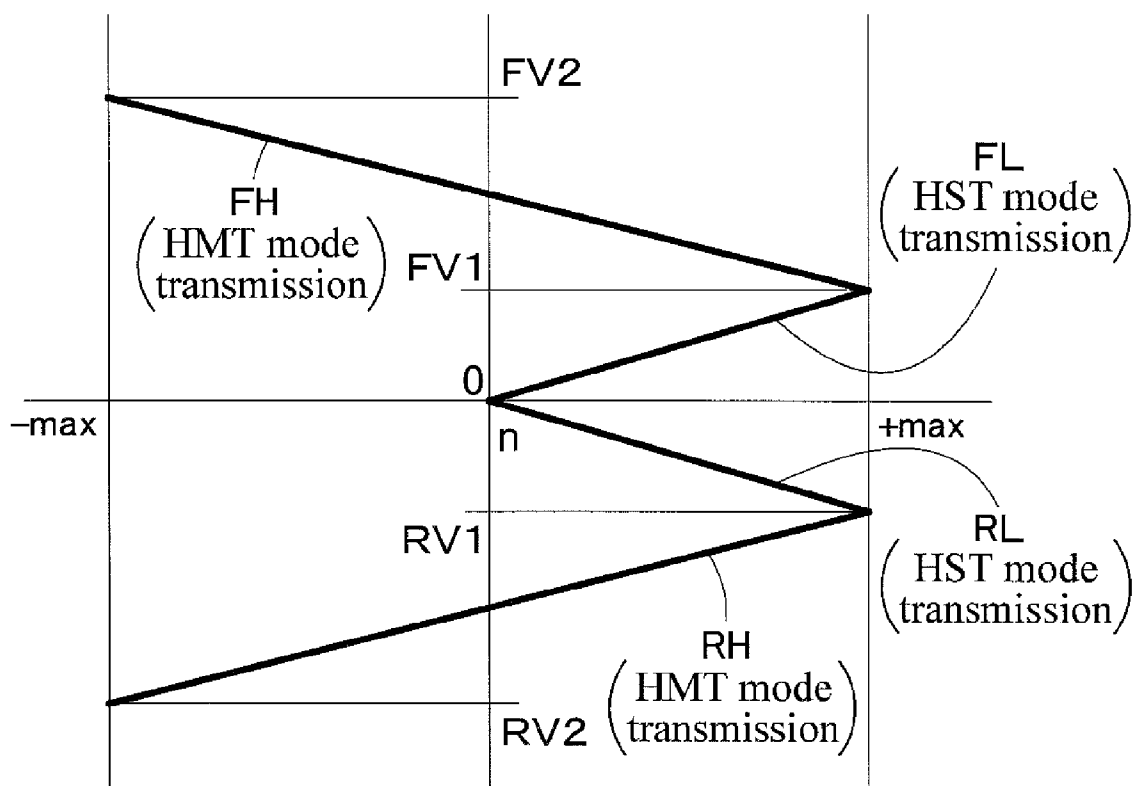 FV2
FL
(HST mode
transmission)
FH
(HMT mode
transmission)
FV1
0
−max
n
+max
RV1
RL
(HST mode
transmission)
RH
(HMT mode
transmission)
RV2